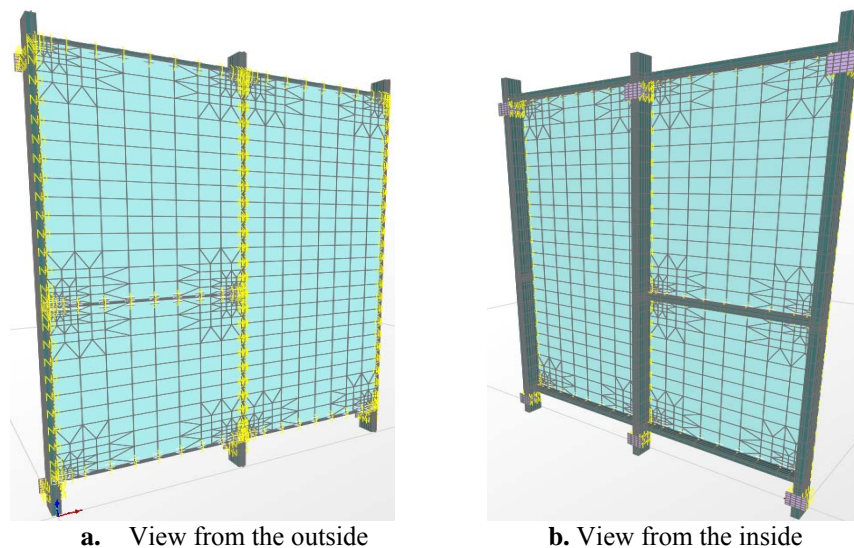 a. View from the outside
b. View from the inside